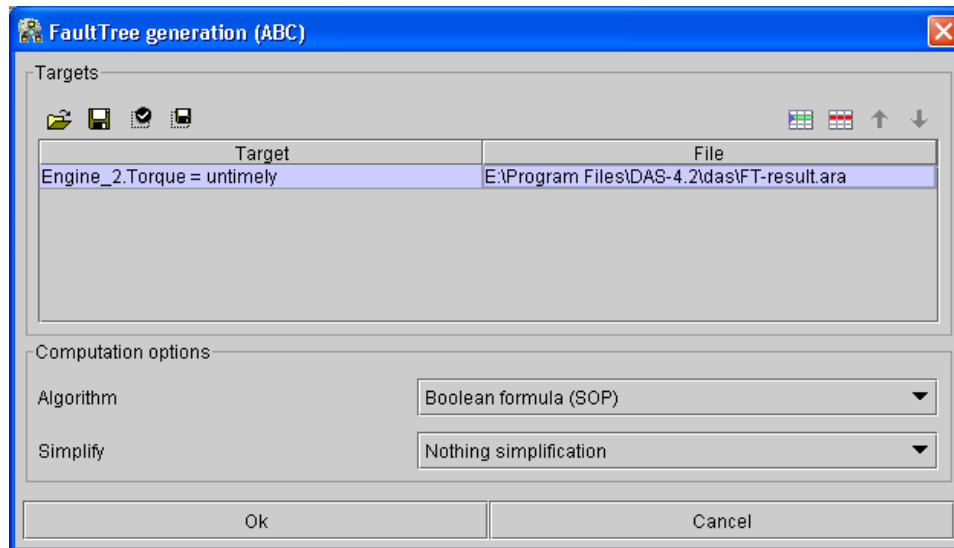 FaultTree generation (ABC)
Targets
Target File
Engine_2.Torque = untimely E:\Program Files\DAS-4.2\das\FT-result.ara
Computation options
Algorithm Boolean formula (SOP)
Simplify Nothing simplification
Ok Cancel